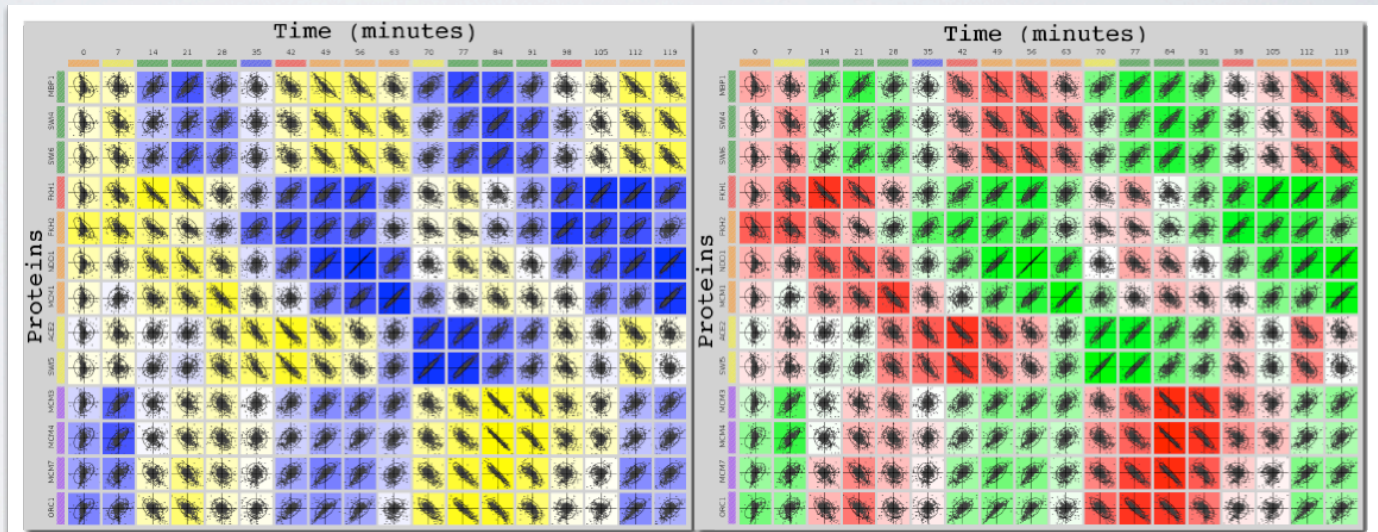 Time (minutes)
0 7 14 21 28 35 42 49 56 63 70 77 84 91 98 105 112 119
Proteins
MBP1
SWI4
SWI6
FKH1
FKH2
NDD1
MCM1
ACE2
SWI5
MCM3
MCM4
MCM7
ORC1
Time (minutes)
0 7 14 21 28 35 42 49 56 63 70 77 84 91 98 105 112 119
Proteins
MBP1
SWI4
SWI6
FKH1
FKH2
NDD1
MCM1
ACE2
SWI5
MCM3
MCM4
MCM7
ORC1